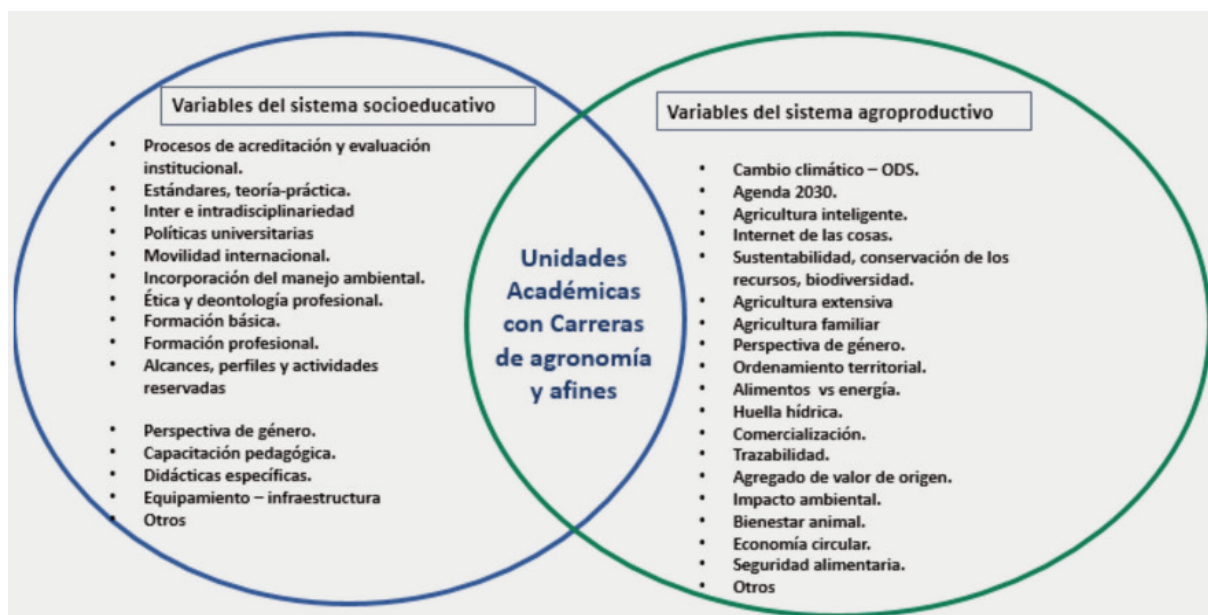 Variables del sistema socioeducativo
• Procesos de acreditación y evaluación
institucional.
• Estándares, teoría-práctica.
• Inter e intradisciplinariedad
• Políticas universitarias
• Movilidad internacional.
• Incorporación del manejo ambiental.
• Ética y deontología profesional.
• Formación básica.
• Formación profesional.
• Alcances, perfiles y actividades
reservadas
• Perspectiva de género.
• Capacitación pedagógica.
• Didácticas específicas.
• Equipamiento – infraestructura
• Otros
Unidades
Académicas
con Carreras
de agronomía
y afines
Variables del sistema agroproductivo
• Cambio climático – ODS.
• Agenda 2030.
• Agricultura inteligente.
• Internet de las cosas.
• Sustentabilidad, conservación de los
recursos, biodiversidad.
• Agricultura extensiva
• Agricultura familiar
• Perspectiva de género.
• Ordenamiento territorial.
• Alimentos vs energía.
• Huella hídrica.
• Comercialización.
• Trazabilidad.
• Agregado de valor de origen.
• Impacto ambiental.
• Bienestar animal.
• Economía circular.
• Seguridad alimentaria.
• Otros